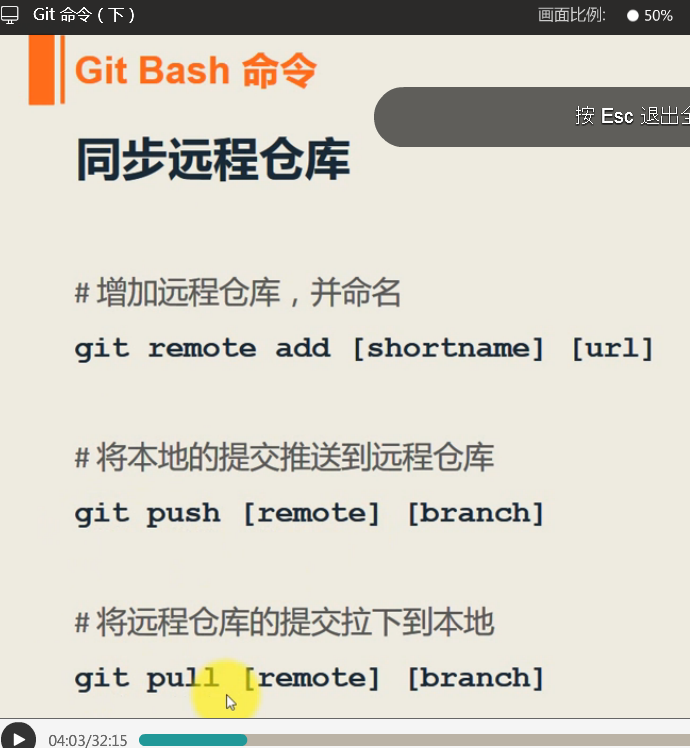 Git 命令 ( 下 )
画面比例:
50%
Git Bash 命令
按 Esc 退出全
同步远程仓库
# 增加远程仓库，并命名
git remote add [shortname] [url]
# 将本地的提交推送到远程仓库
git push [remote] [branch]
# 将远程仓库的提交拉下到本地
git pull [remote] [branch]
04:03/32:15